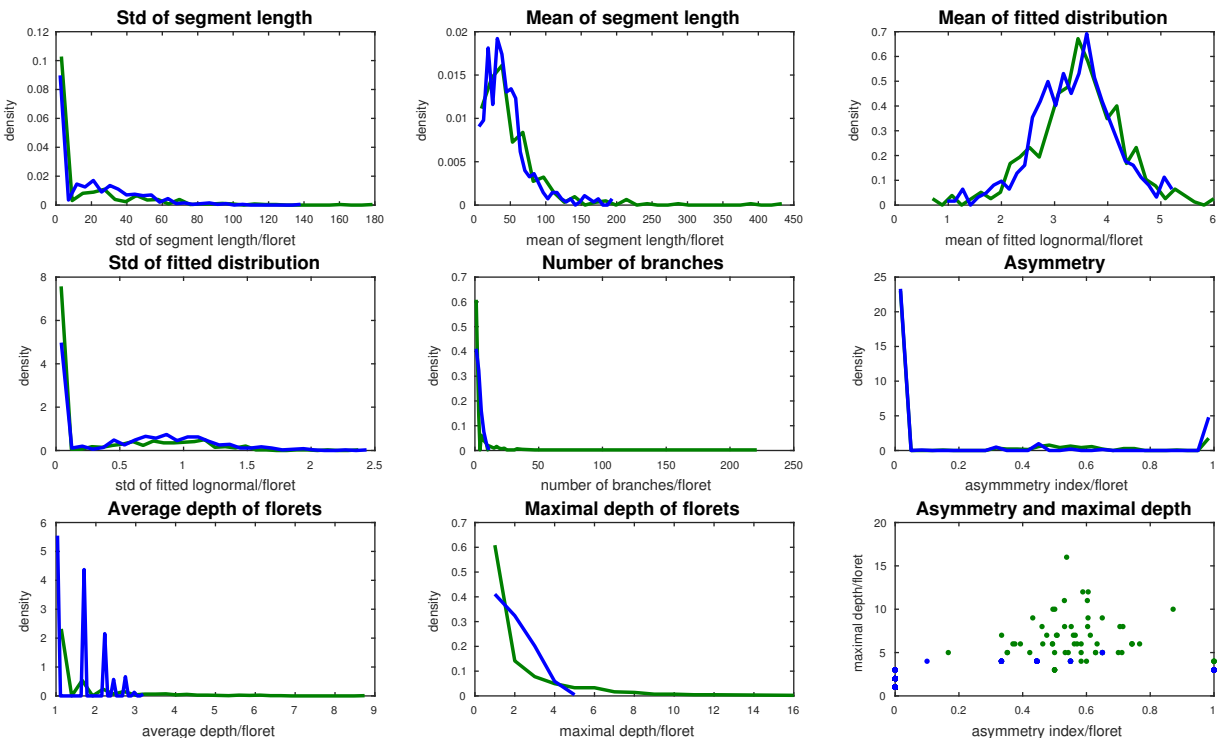 Std of segment length
0.12
0.1
0.08
0.06
0.04
0.02
0
density
0 20 40 60 80 100 120 140 160 180
std of segment length/floret
Mean of segment length
0.02
0.015
0.01
0.005
0
density
0 50 100 150 200 250 300 350 400 450
mean of segment length/floret
Mean of fitted distribution
0.7
0.6
0.5
0.4
0.3
0.2
0.1
0
density
0 1 2 3 4 5 6
mean of fitted lognormal/floret
Std of fitted distribution
8
6
4
2
0
density
0 0.5 1 1.5 2 2.5
std of fitted lognormal/floret
Number of branches
0.7
0.6
0.5
0.4
0.3
0.2
0.1
0
density
0 50 100 150 200 250
number of branches/floret
Asymmetry
25
20
15
10
5
0
density
0 0.2 0.4 0.6 0.8 1
asymmmetry index/floret
Average depth of florets
6
5
4
3
2
1
0
density
1 2 3 4 5 6 7 8 9
average depth/floret
Maximal depth of florets
0.7
0.6
0.5
0.4
0.3
0.2
0.1
0
density
0 2 4 6 8 10 12 14 16
maximal depth/floret
Asymmetry and maximal depth
20
15
10
5
0
maximal depth/floret
0 0.2 0.4 0.6 0.8 1
asymmetry index/floret